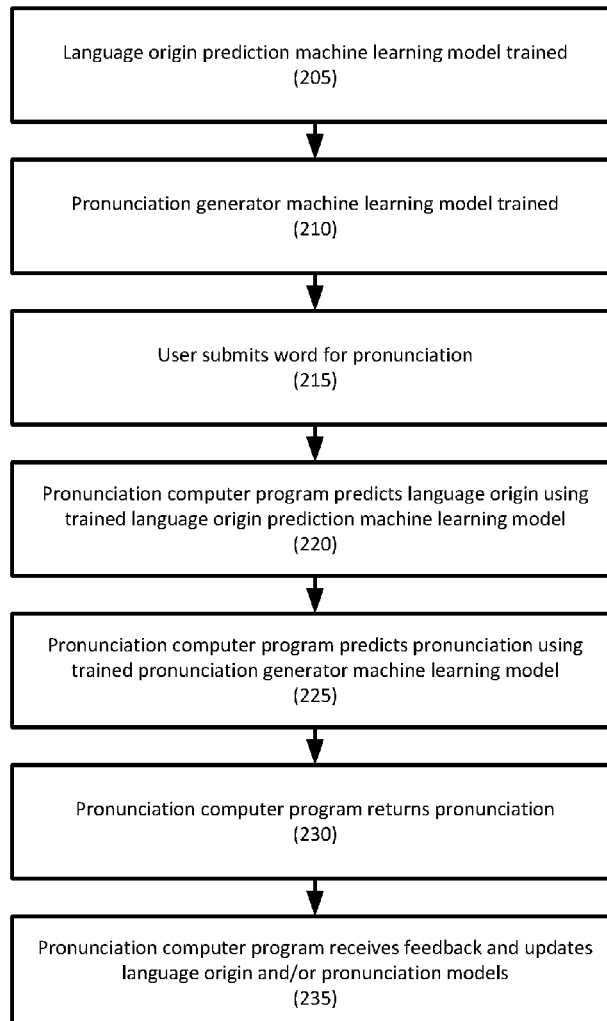 Language origin prediction machine learning model trained
(205)
Pronunciation generator machine learning model trained
(210)
User submits word for pronunciation
(215)
Pronunciation computer program predicts language origin using
trained language origin prediction machine learning model
(220)
Pronunciation computer program predicts pronunciation using
trained pronunciation generator machine learning model
(225)
Pronunciation computer program returns pronunciation
(230)
Pronunciation computer program receives feedback and updates
language origin and/or pronunciation models
(235)